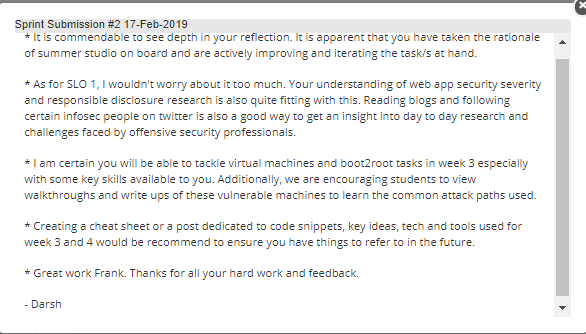 Sprint Submission #2 17-Feb-2019
* It is commendable to see depth in your reflection. It is apparent that you have taken the rationale
of summer studio on board and are actively improving and iterating the task/s at hand.
* As for SLO 1, I wouldn't worry about it too much. Your understanding of web app security severity
and responsible disclosure research is also quite fitting with this. Reading blogs and following
certain infosec people on twitter is also a good way to get an insight into day to day research and
challenges faced by offensive security professionals.
* I am certain you will be able to tackle virtual machines and boot2root tasks in week 3 especially
with some key skills available to you. Additionally, we are encouraging students to view
walkthroughs and write ups of these vulnerable machines to learn the common attack paths used.
* Creating a cheat sheet or a post dedicated to code snippets, key ideas, tech and tools used for
week 3 and 4 would be recommend to ensure you have things to refer to in the future.
* Great work Frank. Thanks for all your hard work and feedback.
- Darsh